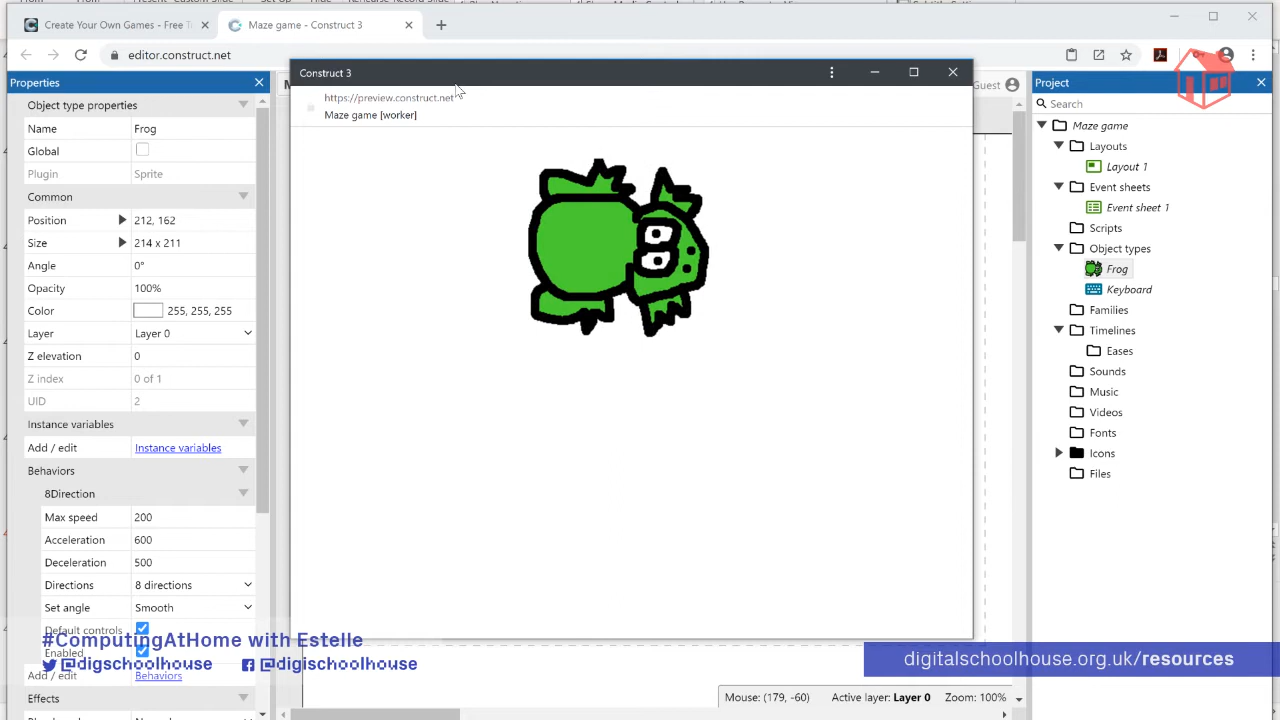 Create Your Own Games - Free T
Maze game - Construct 3
editor.construct.net
Properties
Object type properties
Name Frog
Global
Plugin Sprite
Common
Position 212, 162
Size 214 x 211
Angle 0°
Opacity 100%
Color 255, 255, 255
Layer Layer 0
Z elevation 0
Z index 0 of 1
UID 2
Instance variables
Add / edit Instance variables
Behaviors
8Direction
Max speed 200
Acceleration 600
Deceleration 500
Directions 8 directions
Set angle Smooth
Default controls
Enabled
Add / edit Behaviors
Effects
Construct 3
https://preview.construct.net
Maze game [worker]
Guest
Mouse: (179, -60) Active layer: Layer 0 Zoom: 100%
Project
Search
Maze game
Layouts
Layout 1
Event sheets
Event sheet 1
Scripts
Object types
Frog
Keyboard
Families
Timelines
Eases
Sounds
Music
Videos
Fonts
Icons
Files
#ComputingAtHome with Estelle
@digschoolhouse @digischoolhouse
digitalschoolhouse.org.uk/resources